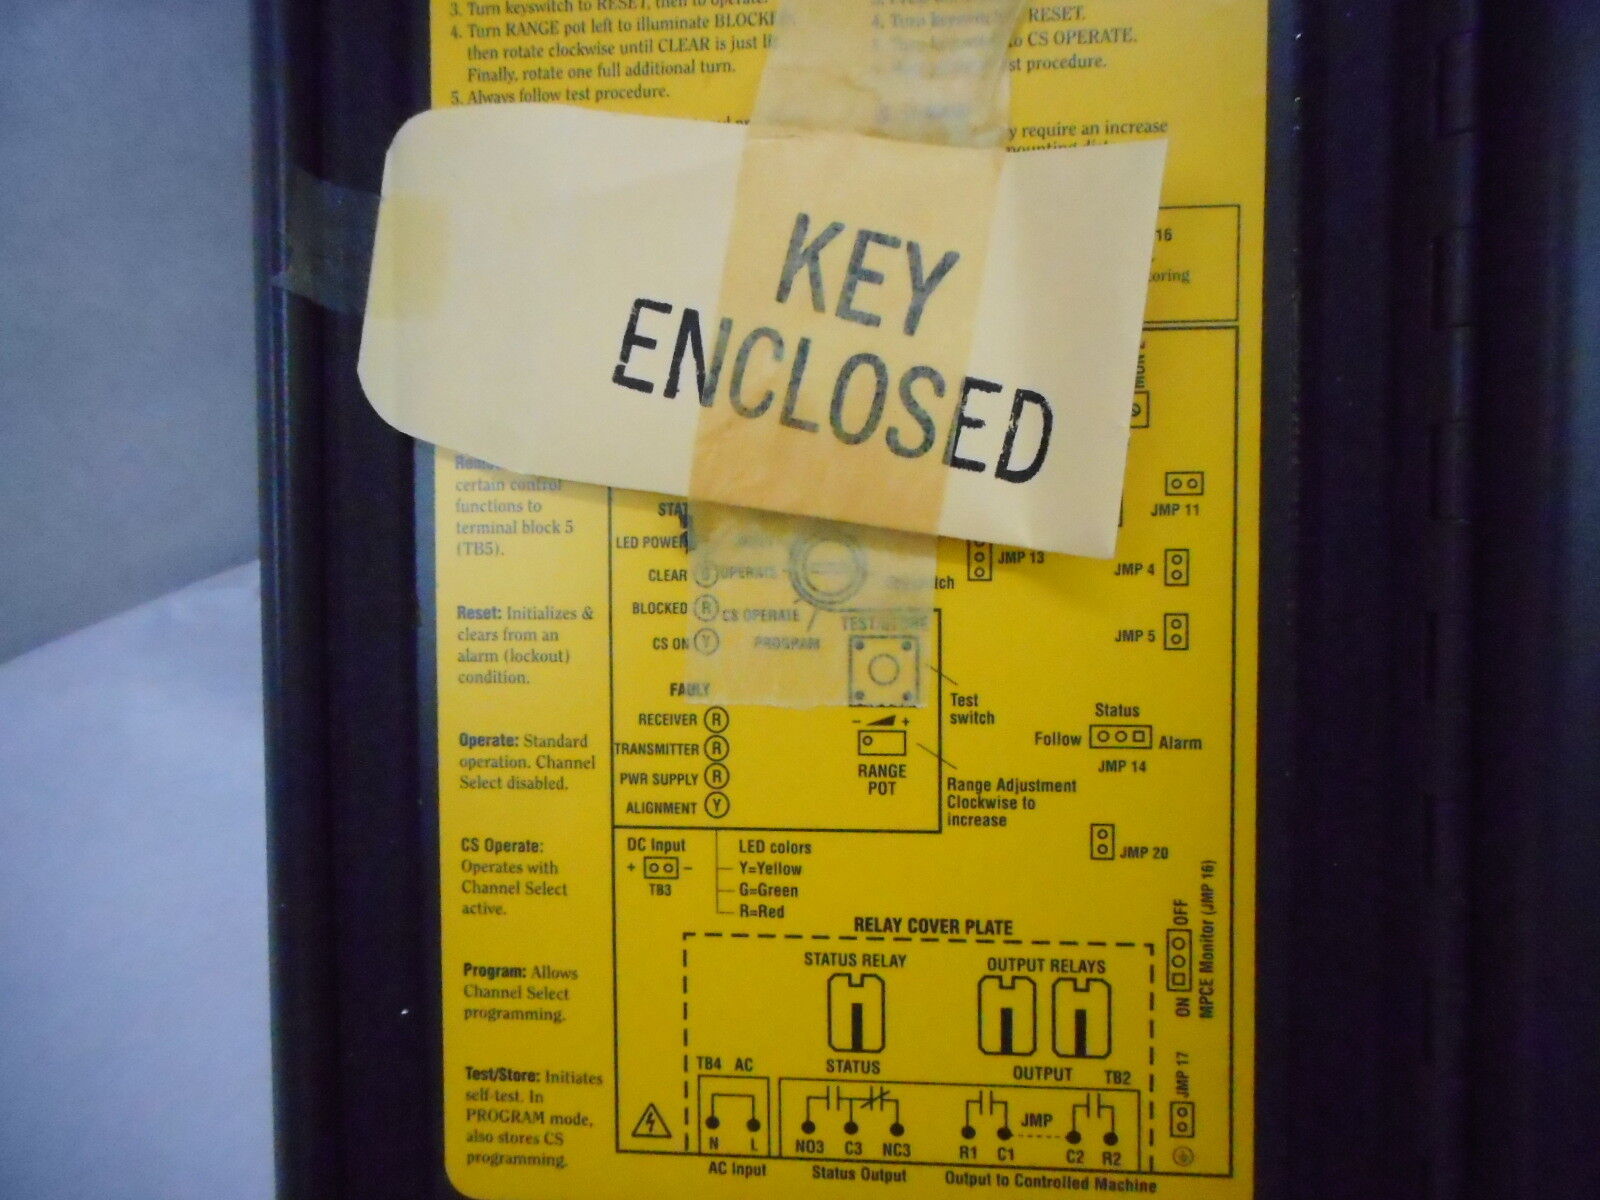 3. Turn keyswitch to RESET, then to operate.
4. Turn RANGE pot left to illuminate
then rotate clockwise until CLEAR is just
Finally, rotate one full additional turn.
5. Always follow test procedure.
4. Turn keyswitch RESET.
to CS OPERATE.
procedure.
require an increase
16
KEY
ENCLOSED
certain control
functions to
terminal block 5
(TB5).
Reset: Initializes &
clears from an
alarm (lockout)
condition.
Operate: Standard
operation. Channel
Select disabled.
CS Operate:
Operates with
Channel Select
active.
Program: Allows
Channel Select
programming.
Test/Store: Initiates
self-test. In
PROGRAM mode,
also stores CS
programming.
LED POWER
CLEAR
BLOCKED R
CS ON Y
FAULT
RECEIVER R
TRANSMITTER R
PWR SUPPLY R
ALIGNMENT Y
OPERATE
CS OPERATE
PROGRAM
TEST/STORE
Test
switch
- +
RANGE
POT
Range Adjustment
Clockwise to
increase
JMP 13
JMP 11
JMP 4
JMP 5
Status
Follow Alarm
JMP 14
JMP 20
DC Input
+ -
TB3
LED colors
Y=Yellow
G=Green
R=Red
RELAY COVER PLATE
STATUS RELAY
OUTPUT RELAYS
ON OFF
MPCE Monitor (JMP 16)
JMP 17
TB4 AC
STATUS
OUTPUT TB2
N L
NO3 C3 NC3
R1 C1 JMP C2 R2
AC Input
Status Output
Output to Controlled Machine